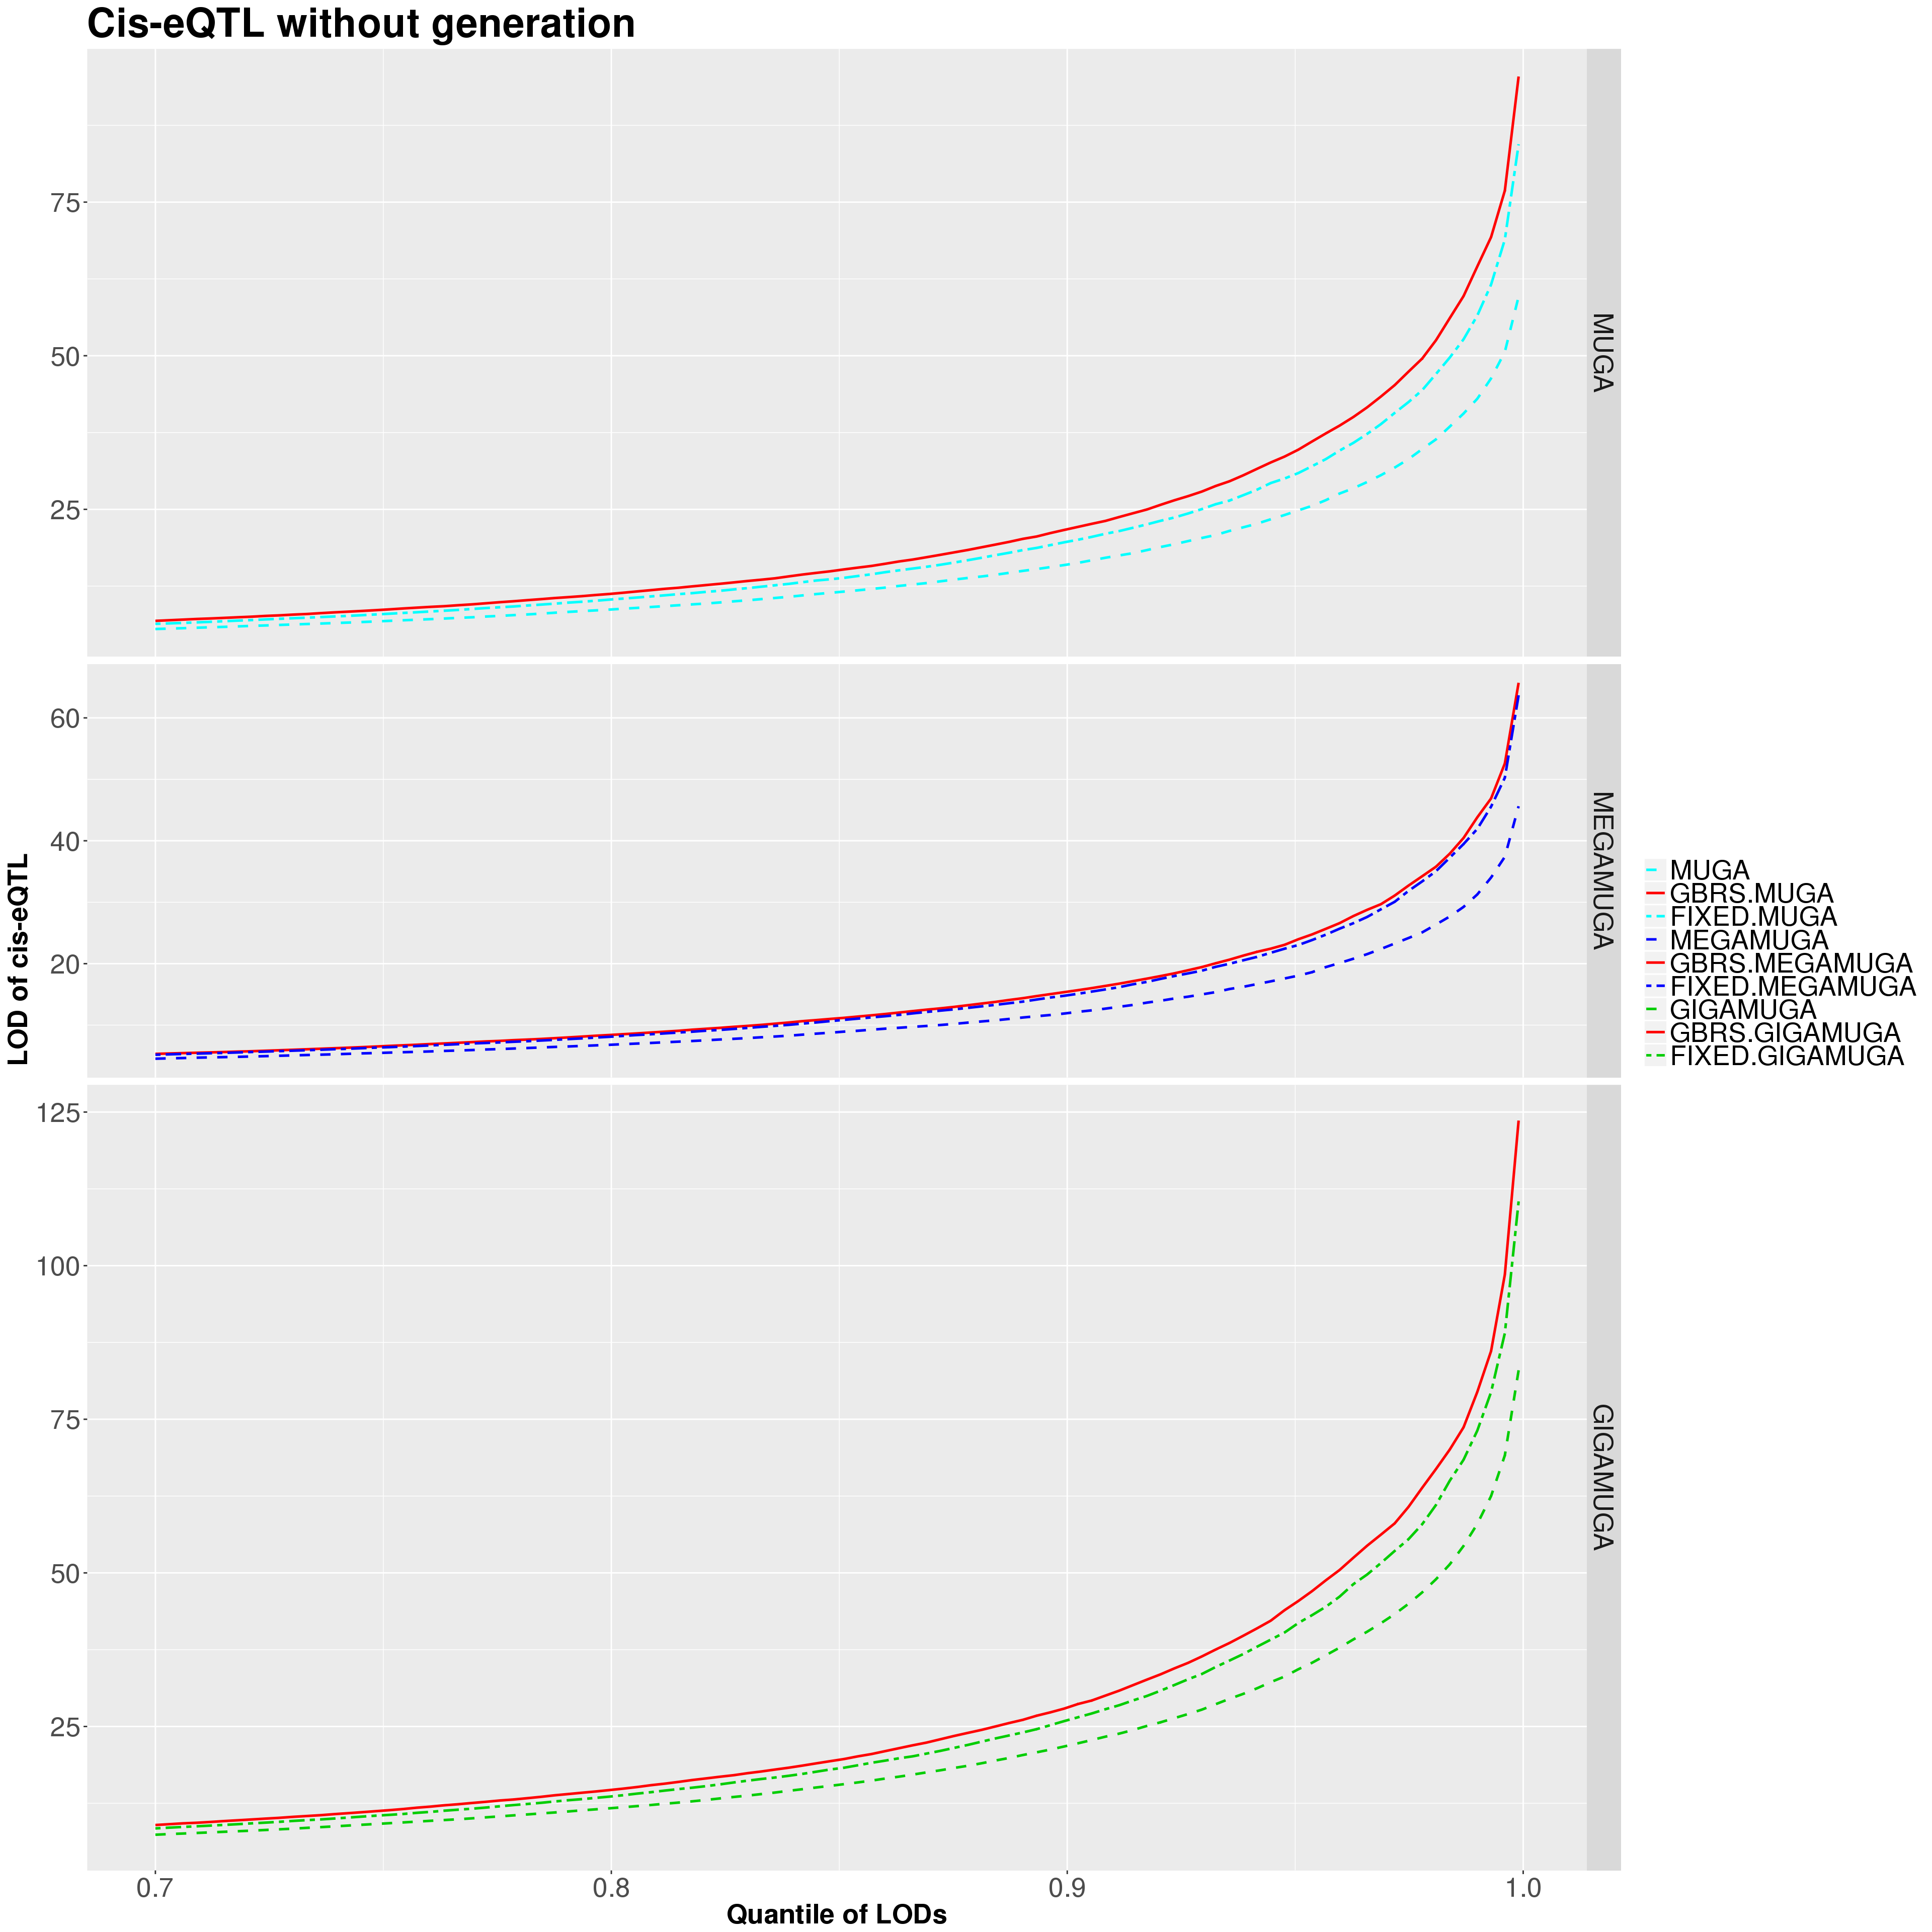 Cis-eQTL without generation
75
50
25
MUGA
60
40
20
MEGAMUGA
125
100
75
50
25
GIGAMUGA
LOD of cis-eQTL
0.7
0.8
0.9
1.0
Quantile of LODs
MUGA
GBRS.MUGA
FIXED.MUGA
MEGAMUGA
GBRS.MEGAMUGA
FIXED.MEGAMUGA
GIGAMUGA
GBRS.GIGAMUGA
FIXED.GIGAMUGA